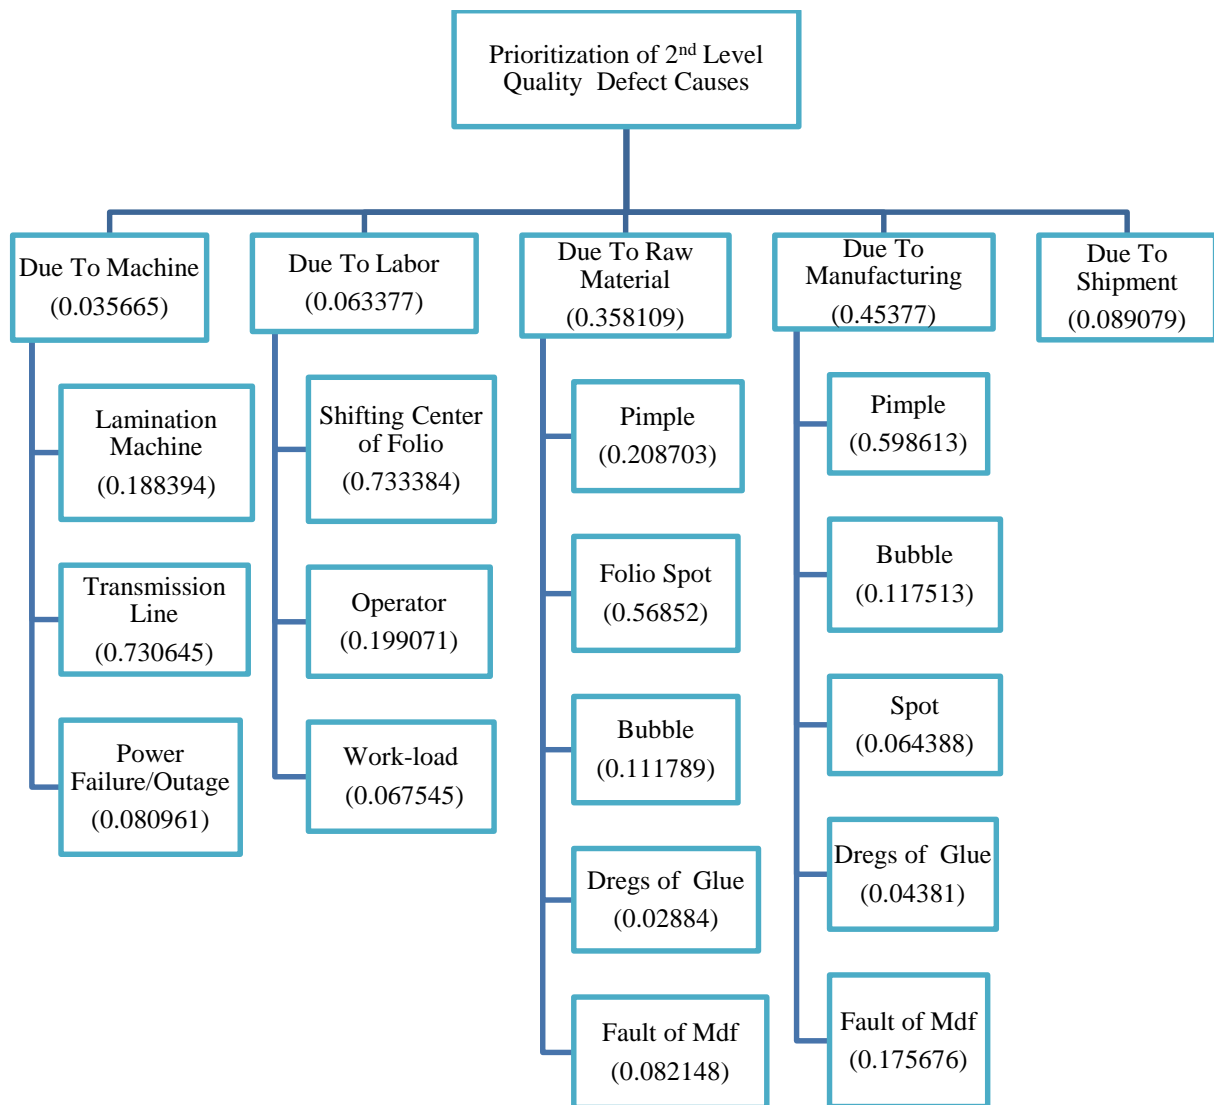 Prioritization of 2nd Level
Quality Defect Causes
Due To Machine
(0.035665)
Lamination
Machine
(0.188394)
Transmission
Line
(0.730645)
Power
Failure/Outage
(0.080961)
Due To Labor
(0.063377)
Shifting Center
of Folio
(0.733384)
Operator
(0.199071)
Work-load
(0.067545)
Due To Raw
Material
(0.358109)
Pimple
(0.208703)
Folio Spot
(0.56852)
Bubble
(0.111789)
Dregs of Glue
(0.02884)
Fault of Mdf
(0.082148)
Due To
Manufacturing
(0.45377)
Pimple
(0.598613)
Bubble
(0.117513)
Spot
(0.064388)
Dregs of Glue
(0.04381)
Fault of Mdf
(0.175676)
Due To
Shipment
(0.089079)